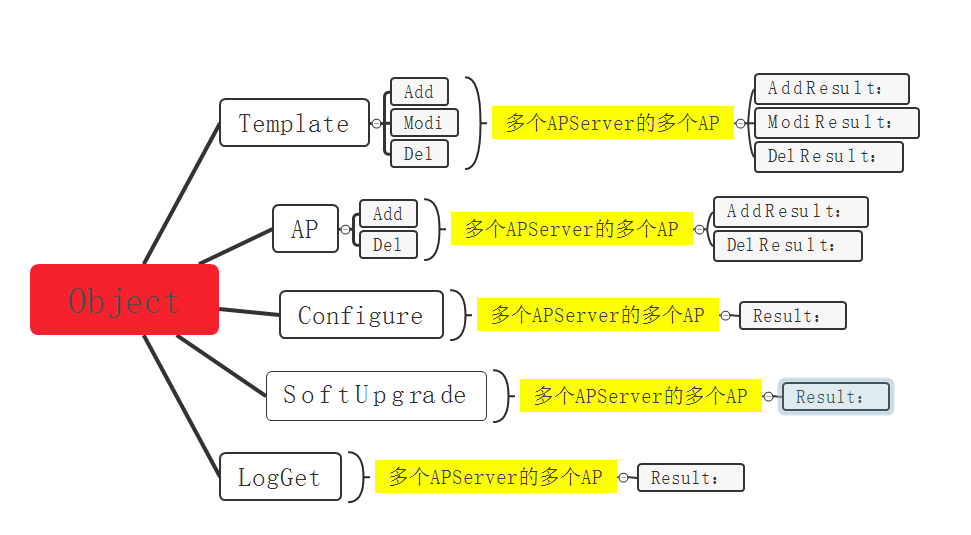 Object
Template
Add
Modi
Del
多个APServer的多个AP
AddResult:
ModiResult:
DelResult:
AP
Add
Del
多个APServer的多个AP
AddResult:
DelResult:
Configure
多个APServer的多个AP
Result:
SoftUpgrade
多个APServer的多个AP
Result:
LogGet
多个APServer的多个AP
Result: